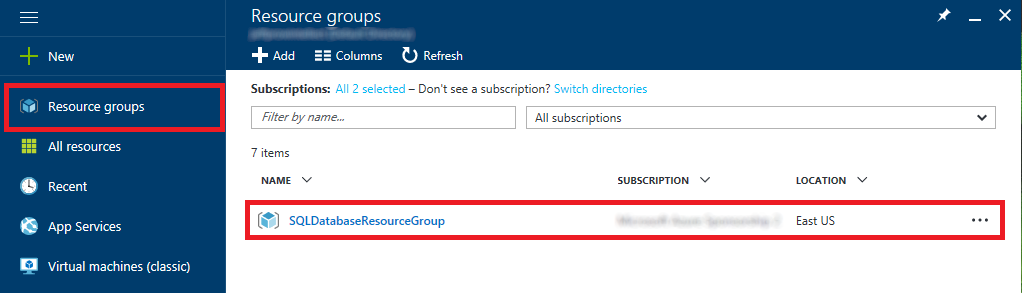 New
Resource groups
All resources
Recent
App Services
Virtual machines (classic)
Resource groups
Add Columns Refresh
Subscriptions: All 2 selected – Don't see a subscription? Switch directories
Filter by name... All subscriptions
7 items
NAME SUBSCRIPTION LOCATION
SQLDatabaseResourceGroup East US